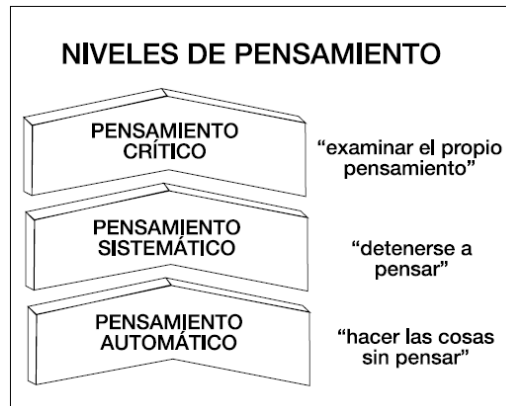 NIVELES DE PENSAMIENTO
PENSAMIENTO
CRÍTICO
“examinar el propio
pensamiento”
PENSAMIENTO
SISTEMÁTICO
“detenerse a
pensar”
PENSAMIENTO
AUTOMÁTICO
“hacer las cosas
sin pensar”